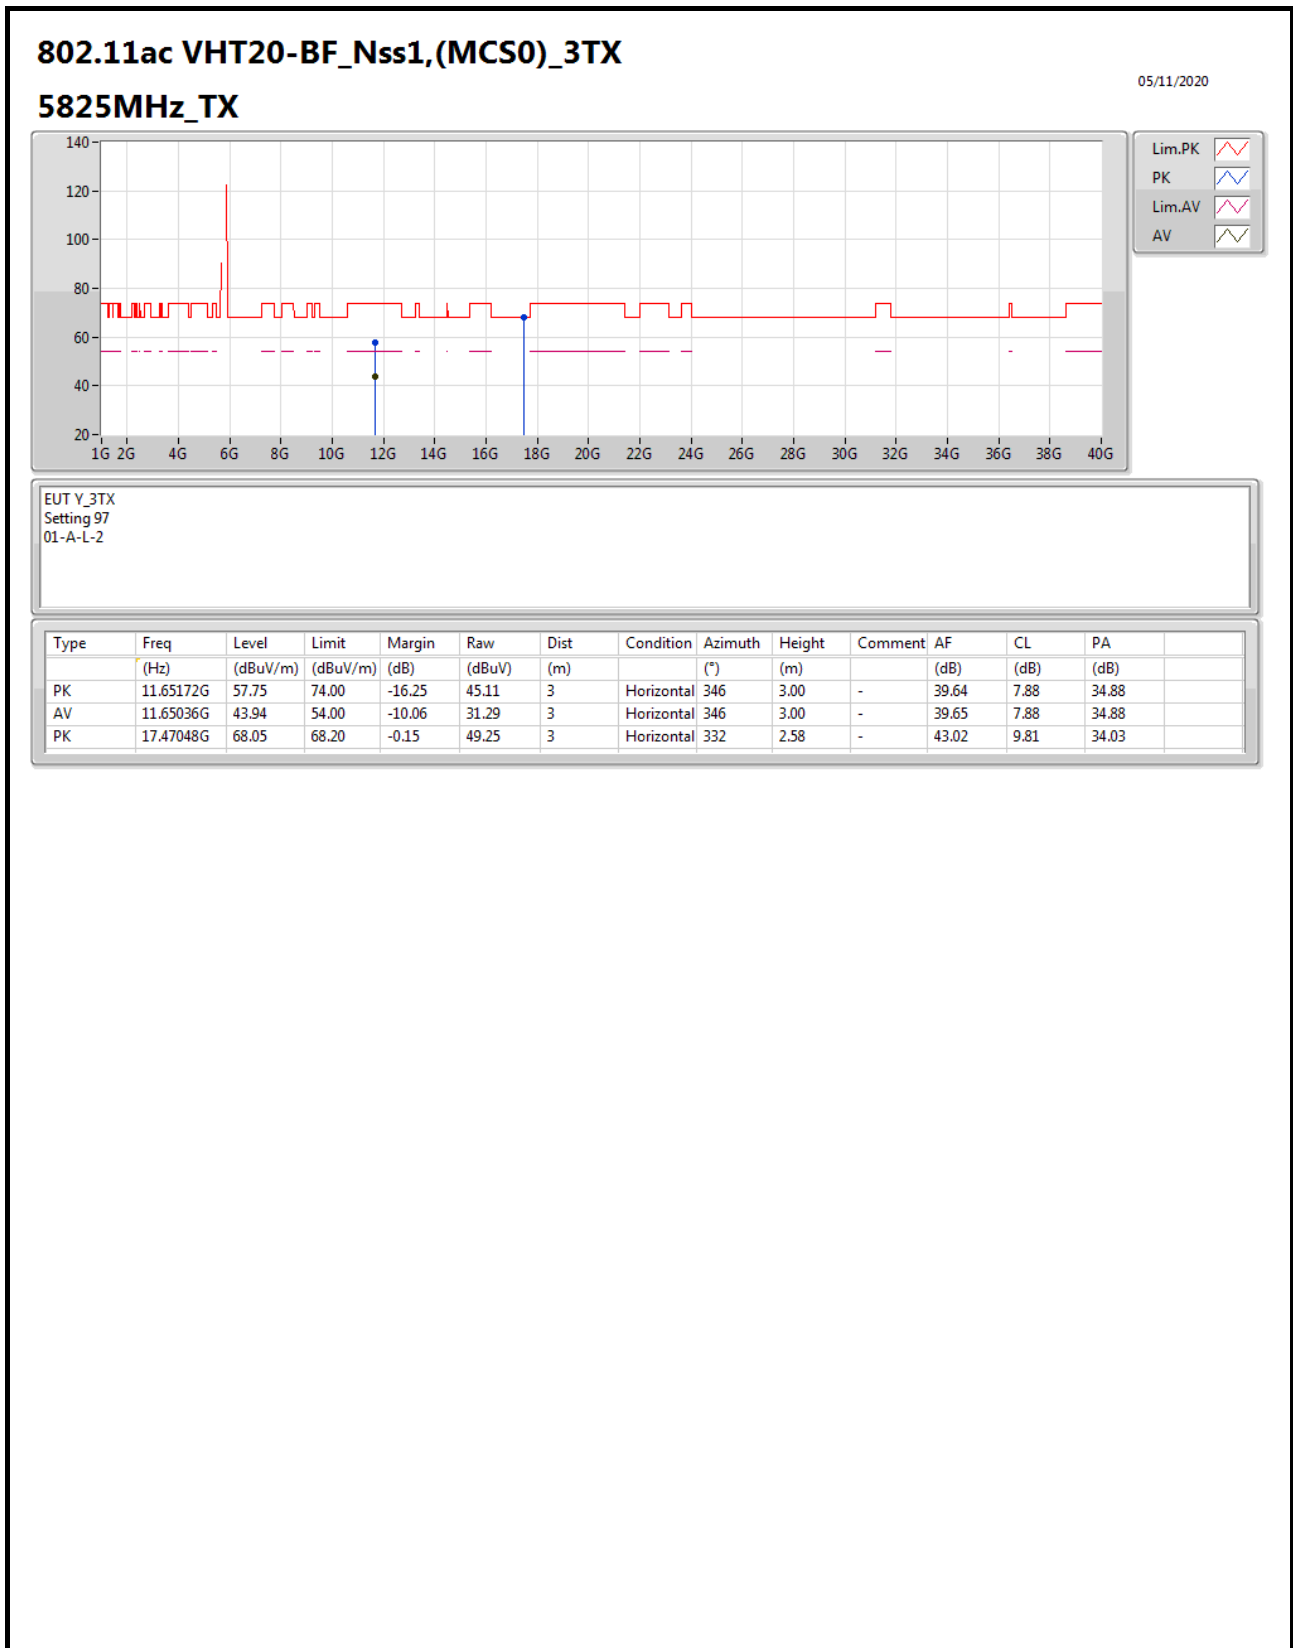 802.11ac VHT20-BF_Nss1,(MCS0)_3TX
05/11/2020
5825MHz_TX
140
120
100
80
60
40
20
1G 2G 4G 6G 8G 10G 12G 14G 16G 18G 20G 22G 24G 26G 28G 30G 32G 34G 36G 38G 40G
Lim.PK
PK
Lim.AV
AV
EUT Y_3TX
Setting 97
01-A-L-2
Type Freq Level Limit Margin Raw Dist Condition Azimuth Height Comment AF CL PA
(Hz) (dBuV/m) (dBuV/m) (dB) (dBuV) (m) (°) (m) (dB) (dB) (dB)
PK 11.65172G 57.75 74.00 -16.25 45.11 3 Horizontal 346 3.00 - 39.64 7.88 34.88
AV 11.65036G 43.94 54.00 -10.06 31.29 3 Horizontal 346 3.00 - 39.65 7.88 34.88
PK 17.47048G 68.05 68.20 -0.15 49.25 3 Horizontal 332 2.58 - 43.02 9.81 34.03